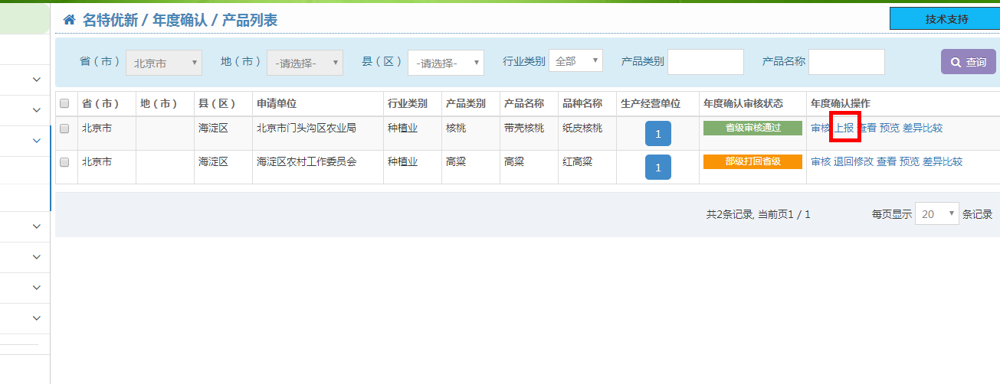 名特优新 / 年度确认 / 产品列表
技术支持
省（市） 北京市 地（市） -请选择- 县（区） -请选择- 行业类别 全部 产品类别 产品名称 查询
省（市） 地（市） 县（区） 申请单位 行业类别 产品类别 产品名称 品种名称 生产经营单位 年度确认审核状态 年度确认操作
北京市 海淀区 北京市门头沟区农业局 种植业 核桃 带壳核桃 纸皮核桃 1 省级审核通过 审核 上报 查看 预览 差异比较
北京市 海淀区 海淀区农村工作委员会 种植业 高粱 高粱 红高粱 1 部级打回省级 审核 退回修改 查看 预览 差异比较
共2条记录, 当前页1 / 1 每页显示 20 条记录